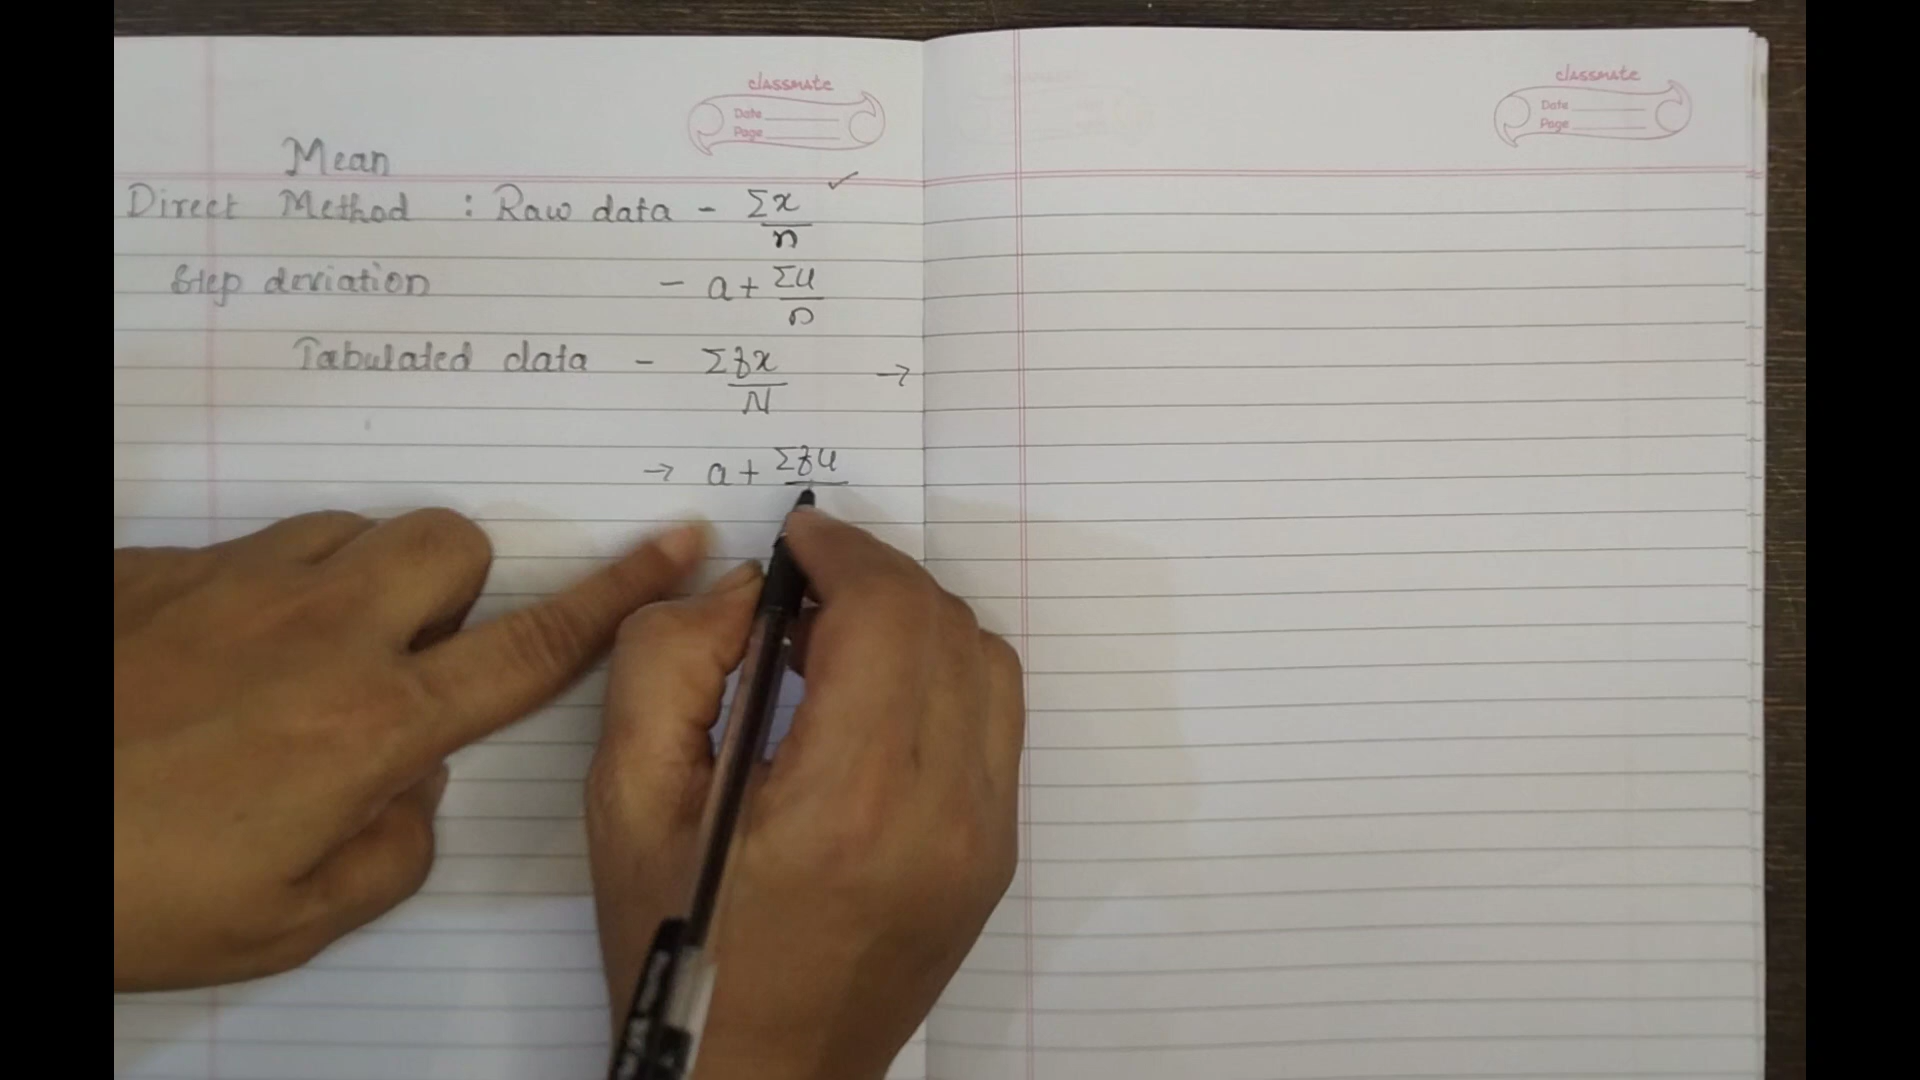 classmate
Date
Page
Mean
Direct Method : Raw data - Σx/n ✓
Step deviation - a + Σu/n
Tabulated data - Σfx/N →
→ a + Σfu
classmate
Date
Page